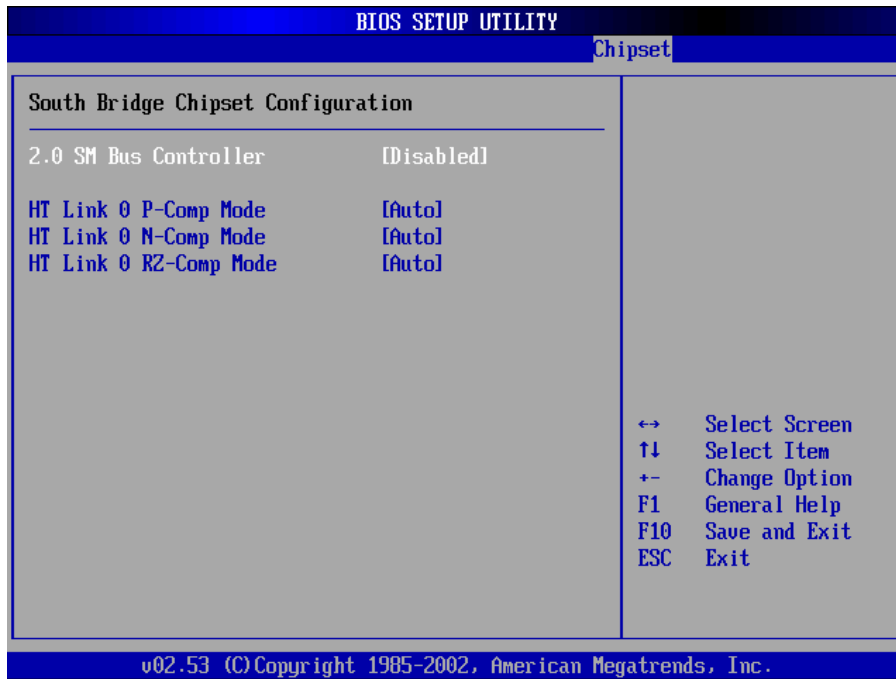 BIOS SETUP UTILITY
Chipset
South Bridge Chipset Configuration
2.0 SM Bus Controller [Disabled]
HT Link 0 P-Comp Mode [Auto]
HT Link 0 N-Comp Mode [Auto]
HT Link 0 RZ-Comp Mode [Auto]
↔ Select Screen
↑↓ Select Item
+- Change Option
F1 General Help
F10 Save and Exit
ESC Exit
v02.53 (C)Copyright 1985-2002, American Megatrends, Inc.